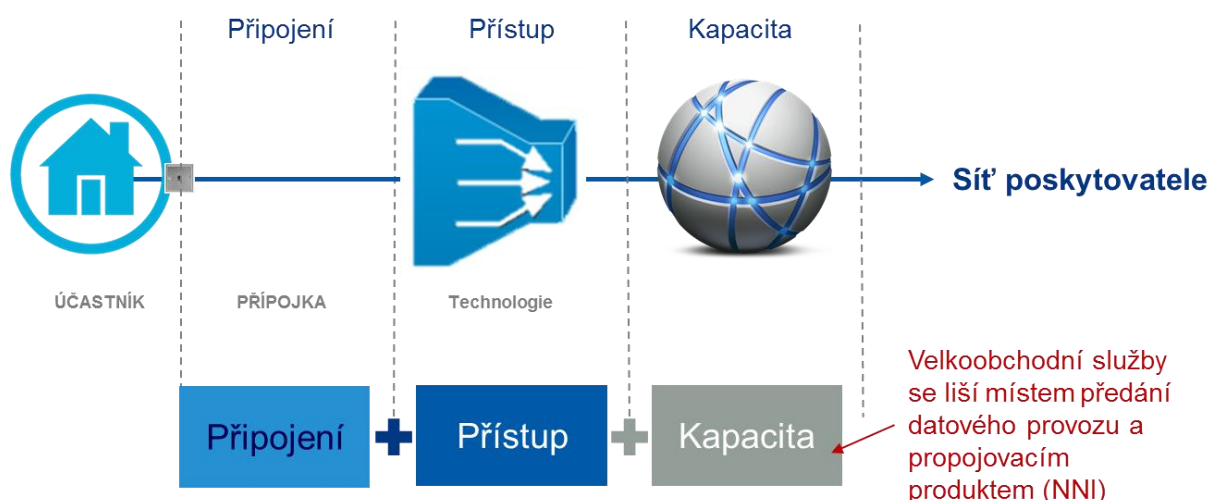 Připojení
Přístup
Kapacita
Síť poskytovatele
ÚČASTNÍK
PŘÍPOJKA
Technologie
Připojení
Přístup
Kapacita
Velkoobchodní služby
se liší místem předání
datového provozu a
propojovacím
produktem (NNI)